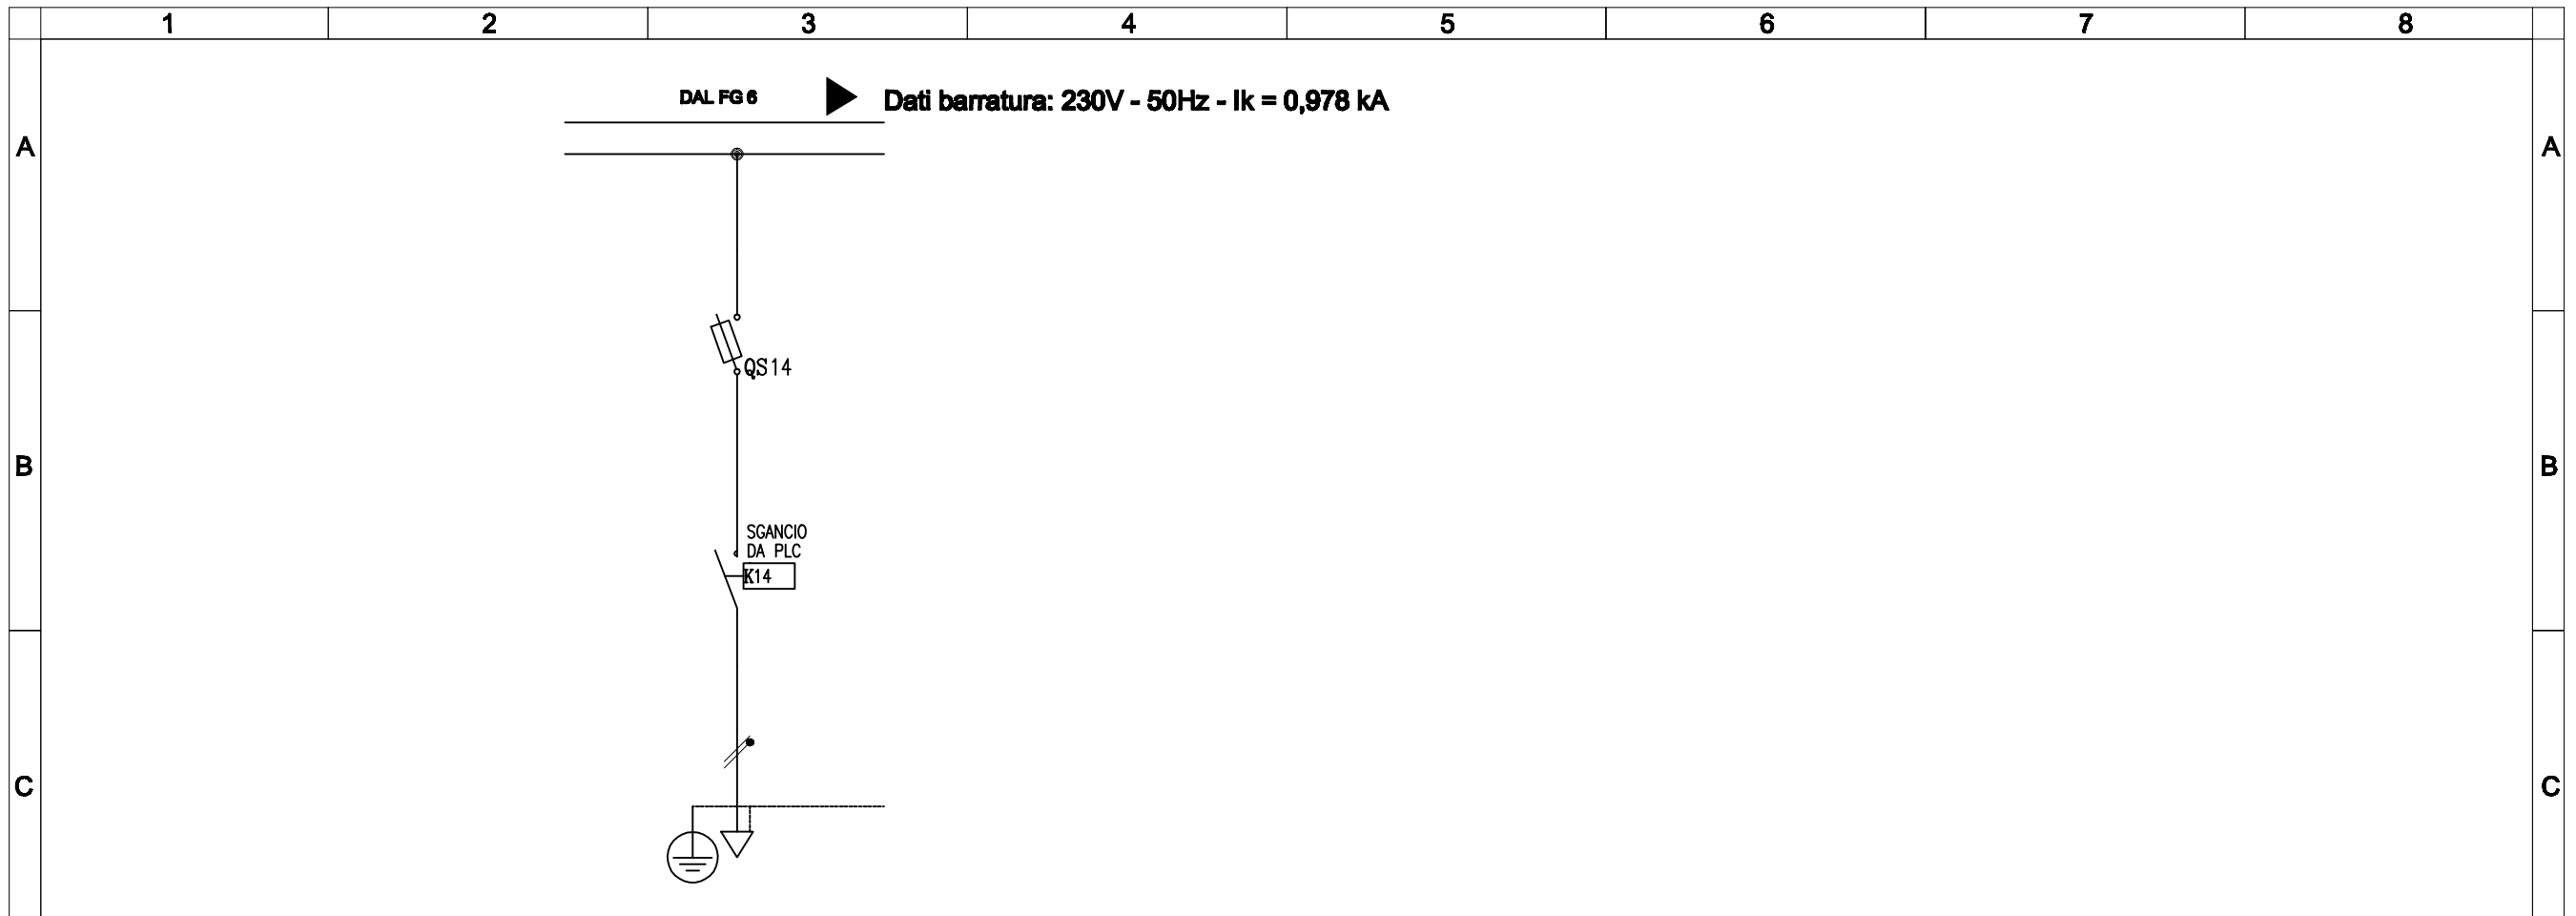 1 2 3 4 5 6 7 8
DAL FG 6 Dati barratura: 230V - 50Hz - Ik = 0,978 kA
A A
QS14
B B
SGANCIO
DA PLC
K14
C C